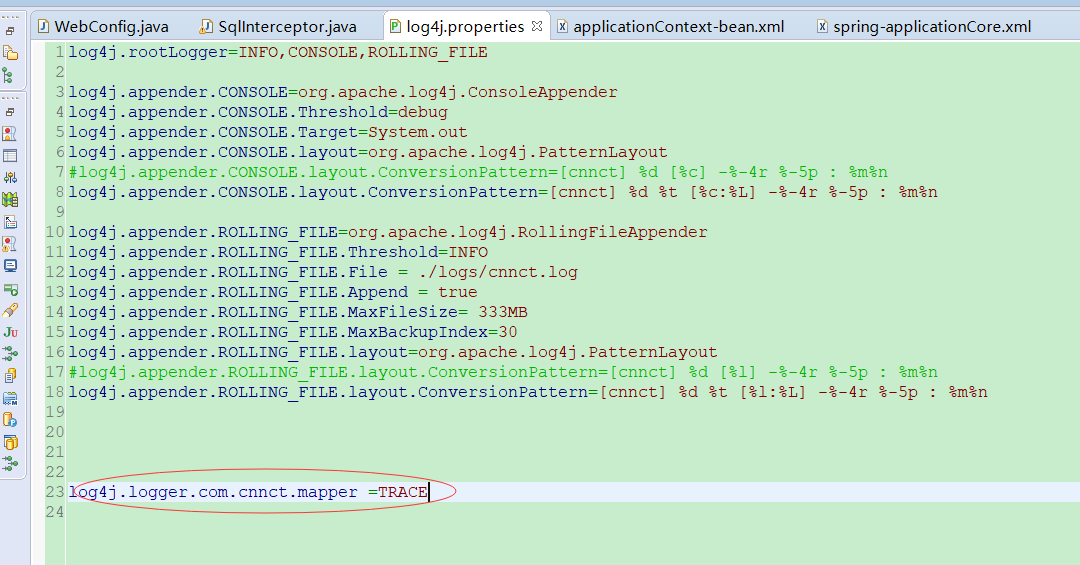 WebConfig.java SqlInterceptor.java log4j.properties applicationContext-bean.xml spring-applicationCore.xml
1 log4j.rootLogger=INFO,CONSOLE,ROLLING_FILE
2
3 log4j.appender.CONSOLE=org.apache.log4j.ConsoleAppender
4 log4j.appender.CONSOLE.Threshold=debug
5 log4j.appender.CONSOLE.Target=System.out
6 log4j.appender.CONSOLE.layout=org.apache.log4j.PatternLayout
7 #log4j.appender.CONSOLE.layout.ConversionPattern=[cnnct] %d [%c] -%-4r %-5p : %m%n
8 log4j.appender.CONSOLE.layout.ConversionPattern=[cnnct] %d %t [%c:%L] -%-4r %-5p : %m%n
9
10 log4j.appender.ROLLING_FILE=org.apache.log4j.RollingFileAppender
11 log4j.appender.ROLLING_FILE.Threshold=INFO
12 log4j.appender.ROLLING_FILE.File = ./logs/cnnct.log
13 log4j.appender.ROLLING_FILE.Append = true
14 log4j.appender.ROLLING_FILE.MaxFileSize= 333MB
15 log4j.appender.ROLLING_FILE.MaxBackupIndex=30
16 log4j.appender.ROLLING_FILE.layout=org.apache.log4j.PatternLayout
17 #log4j.appender.ROLLING_FILE.layout.ConversionPattern=[cnnct] %d [%l] -%-4r %-5p : %m%n
18 log4j.appender.ROLLING_FILE.layout.ConversionPattern=[cnnct] %d %t [%l:%L] -%-4r %-5p : %m%n
19
20
21
22
23 log4j.logger.com.cnnct.mapper =TRACE
24